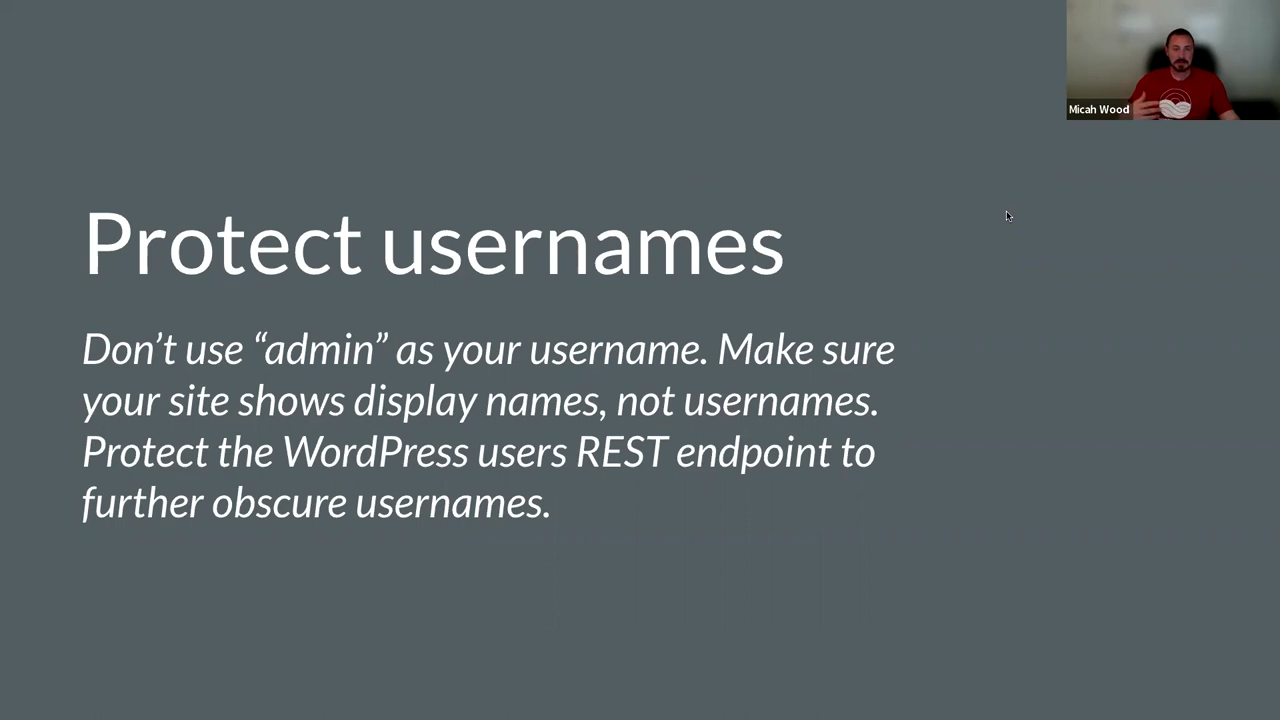 Micah Wood
Protect usernames
Don’t use “admin” as your username. Make sure
your site shows display names, not usernames.
Protect the WordPress users REST endpoint to
further obscure usernames.